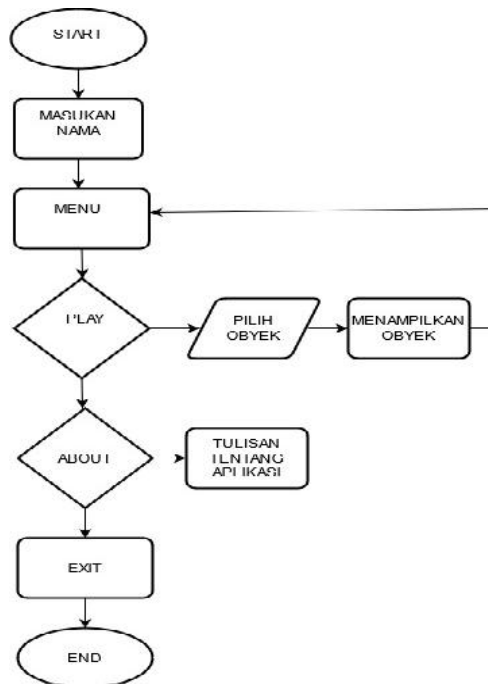 START
MASUKAN
NAMA
MENU
PLAY
PILIH
OBYEK
MENAMPILKAN
OBYEK
ABOUT
TULISAN
TENTANG
APLIKASI
EXIT
END